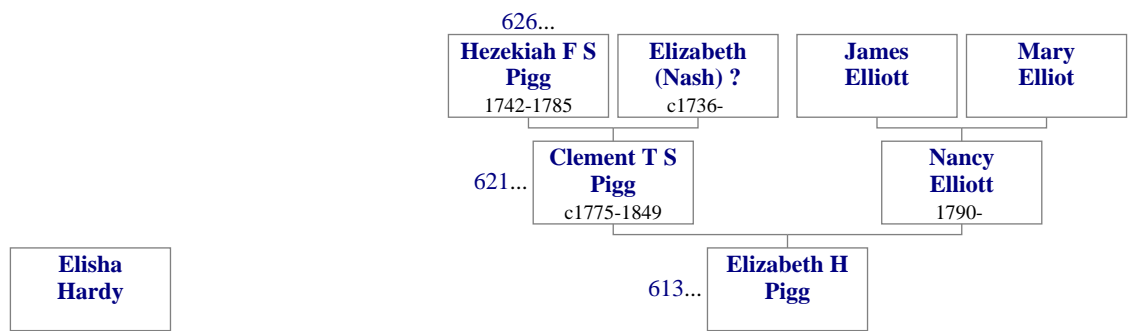 626...
Hezekiah F S
Pigg
1742-1785
Elizabeth
(Nash) ?
c1736-
James
Elliott
Mary
Elliot
621...
Clement T S
Pigg
c1775-1849
Nancy
Elliott
1790-
Elisha
Hardy
613...
Elizabeth H
Pigg